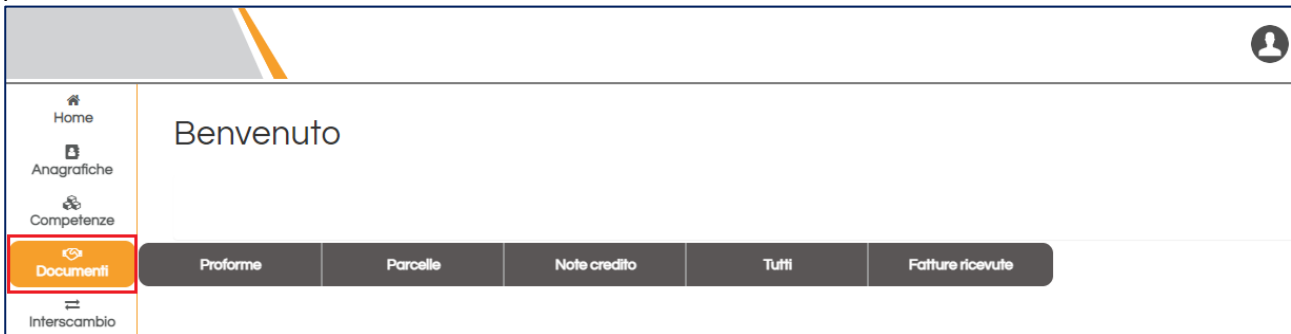 Home
Benvenuto
Anagrafiche
Competenze
Documenti
Proforme Parcelle Note credito Tutti Fatture ricevute
Interscambio